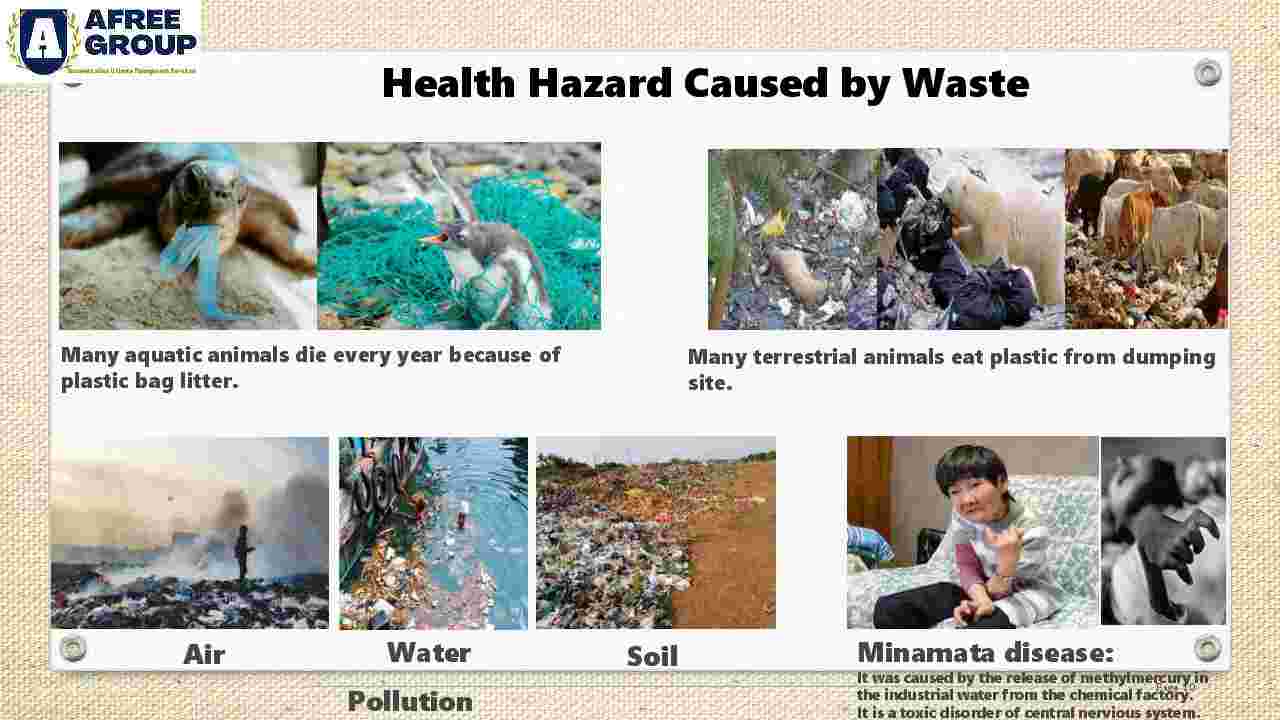 AFREE
GROUP
Health Hazard Caused by Waste
Many aquatic animals die every year because of
plastic bag litter.
Many terrestrial animals eat plastic from dumping
site.
Air
Water
Soil
Pollution
Minamata disease:
It was caused by the release of methylmercury in
the industrial water from the chemical factory.
It is a toxic disorder of central nervous system.